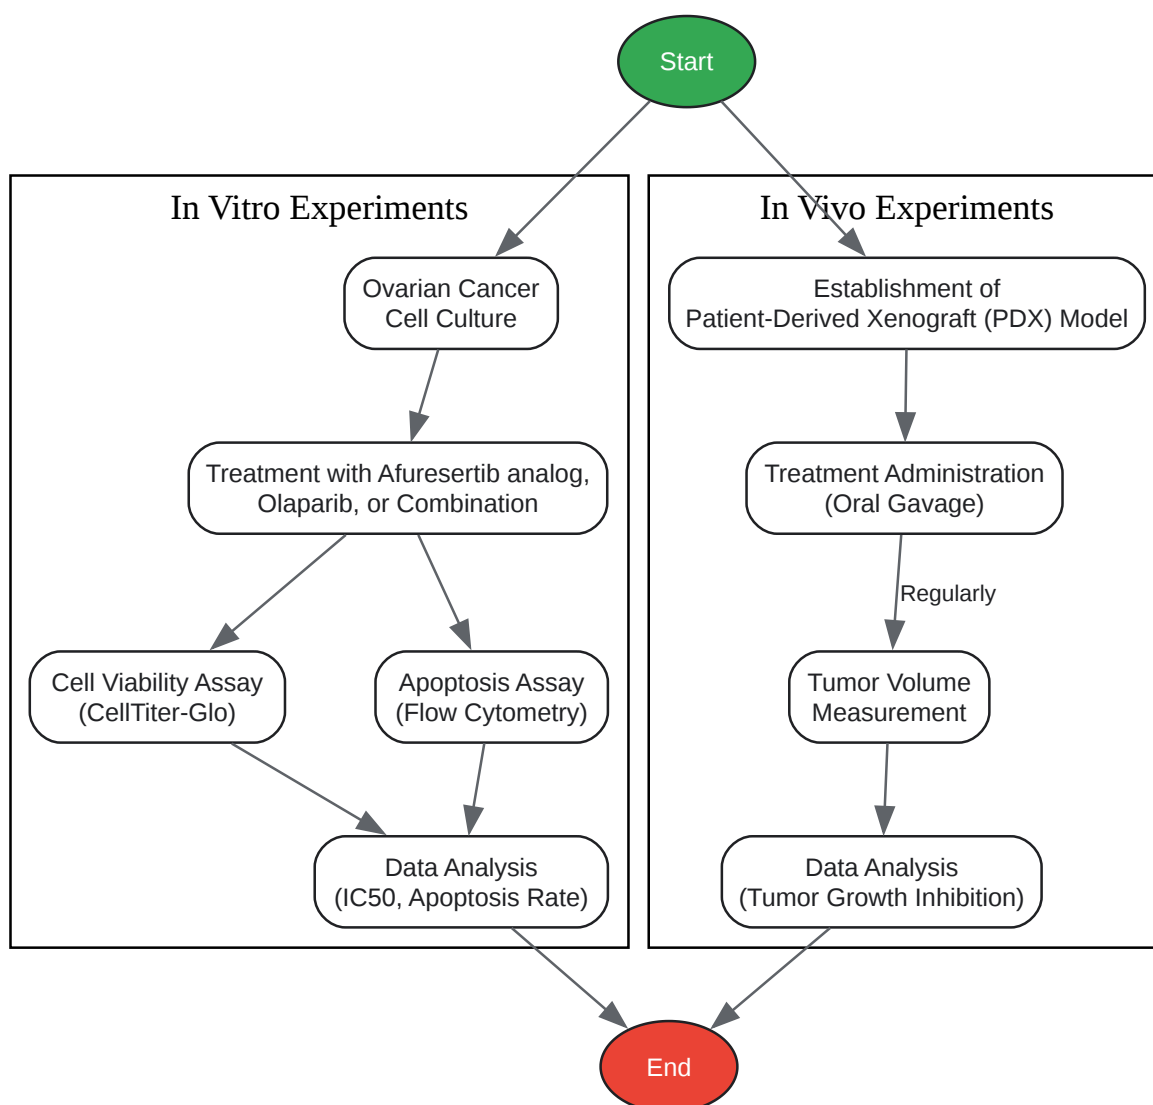 Start
In Vitro Experiments
Ovarian Cancer
Cell Culture
Treatment with Afuresertib analog,
Olaparib, or Combination
Cell Viability Assay
(CellTiter-Glo)
Apoptosis Assay
(Flow Cytometry)
Data Analysis
(IC50, Apoptosis Rate)
In Vivo Experiments
Establishment of
Patient-Derived Xenograft (PDX) Model
Treatment Administration
(Oral Gavage)
Regularly
Tumor Volume
Measurement
Data Analysis
(Tumor Growth Inhibition)
End